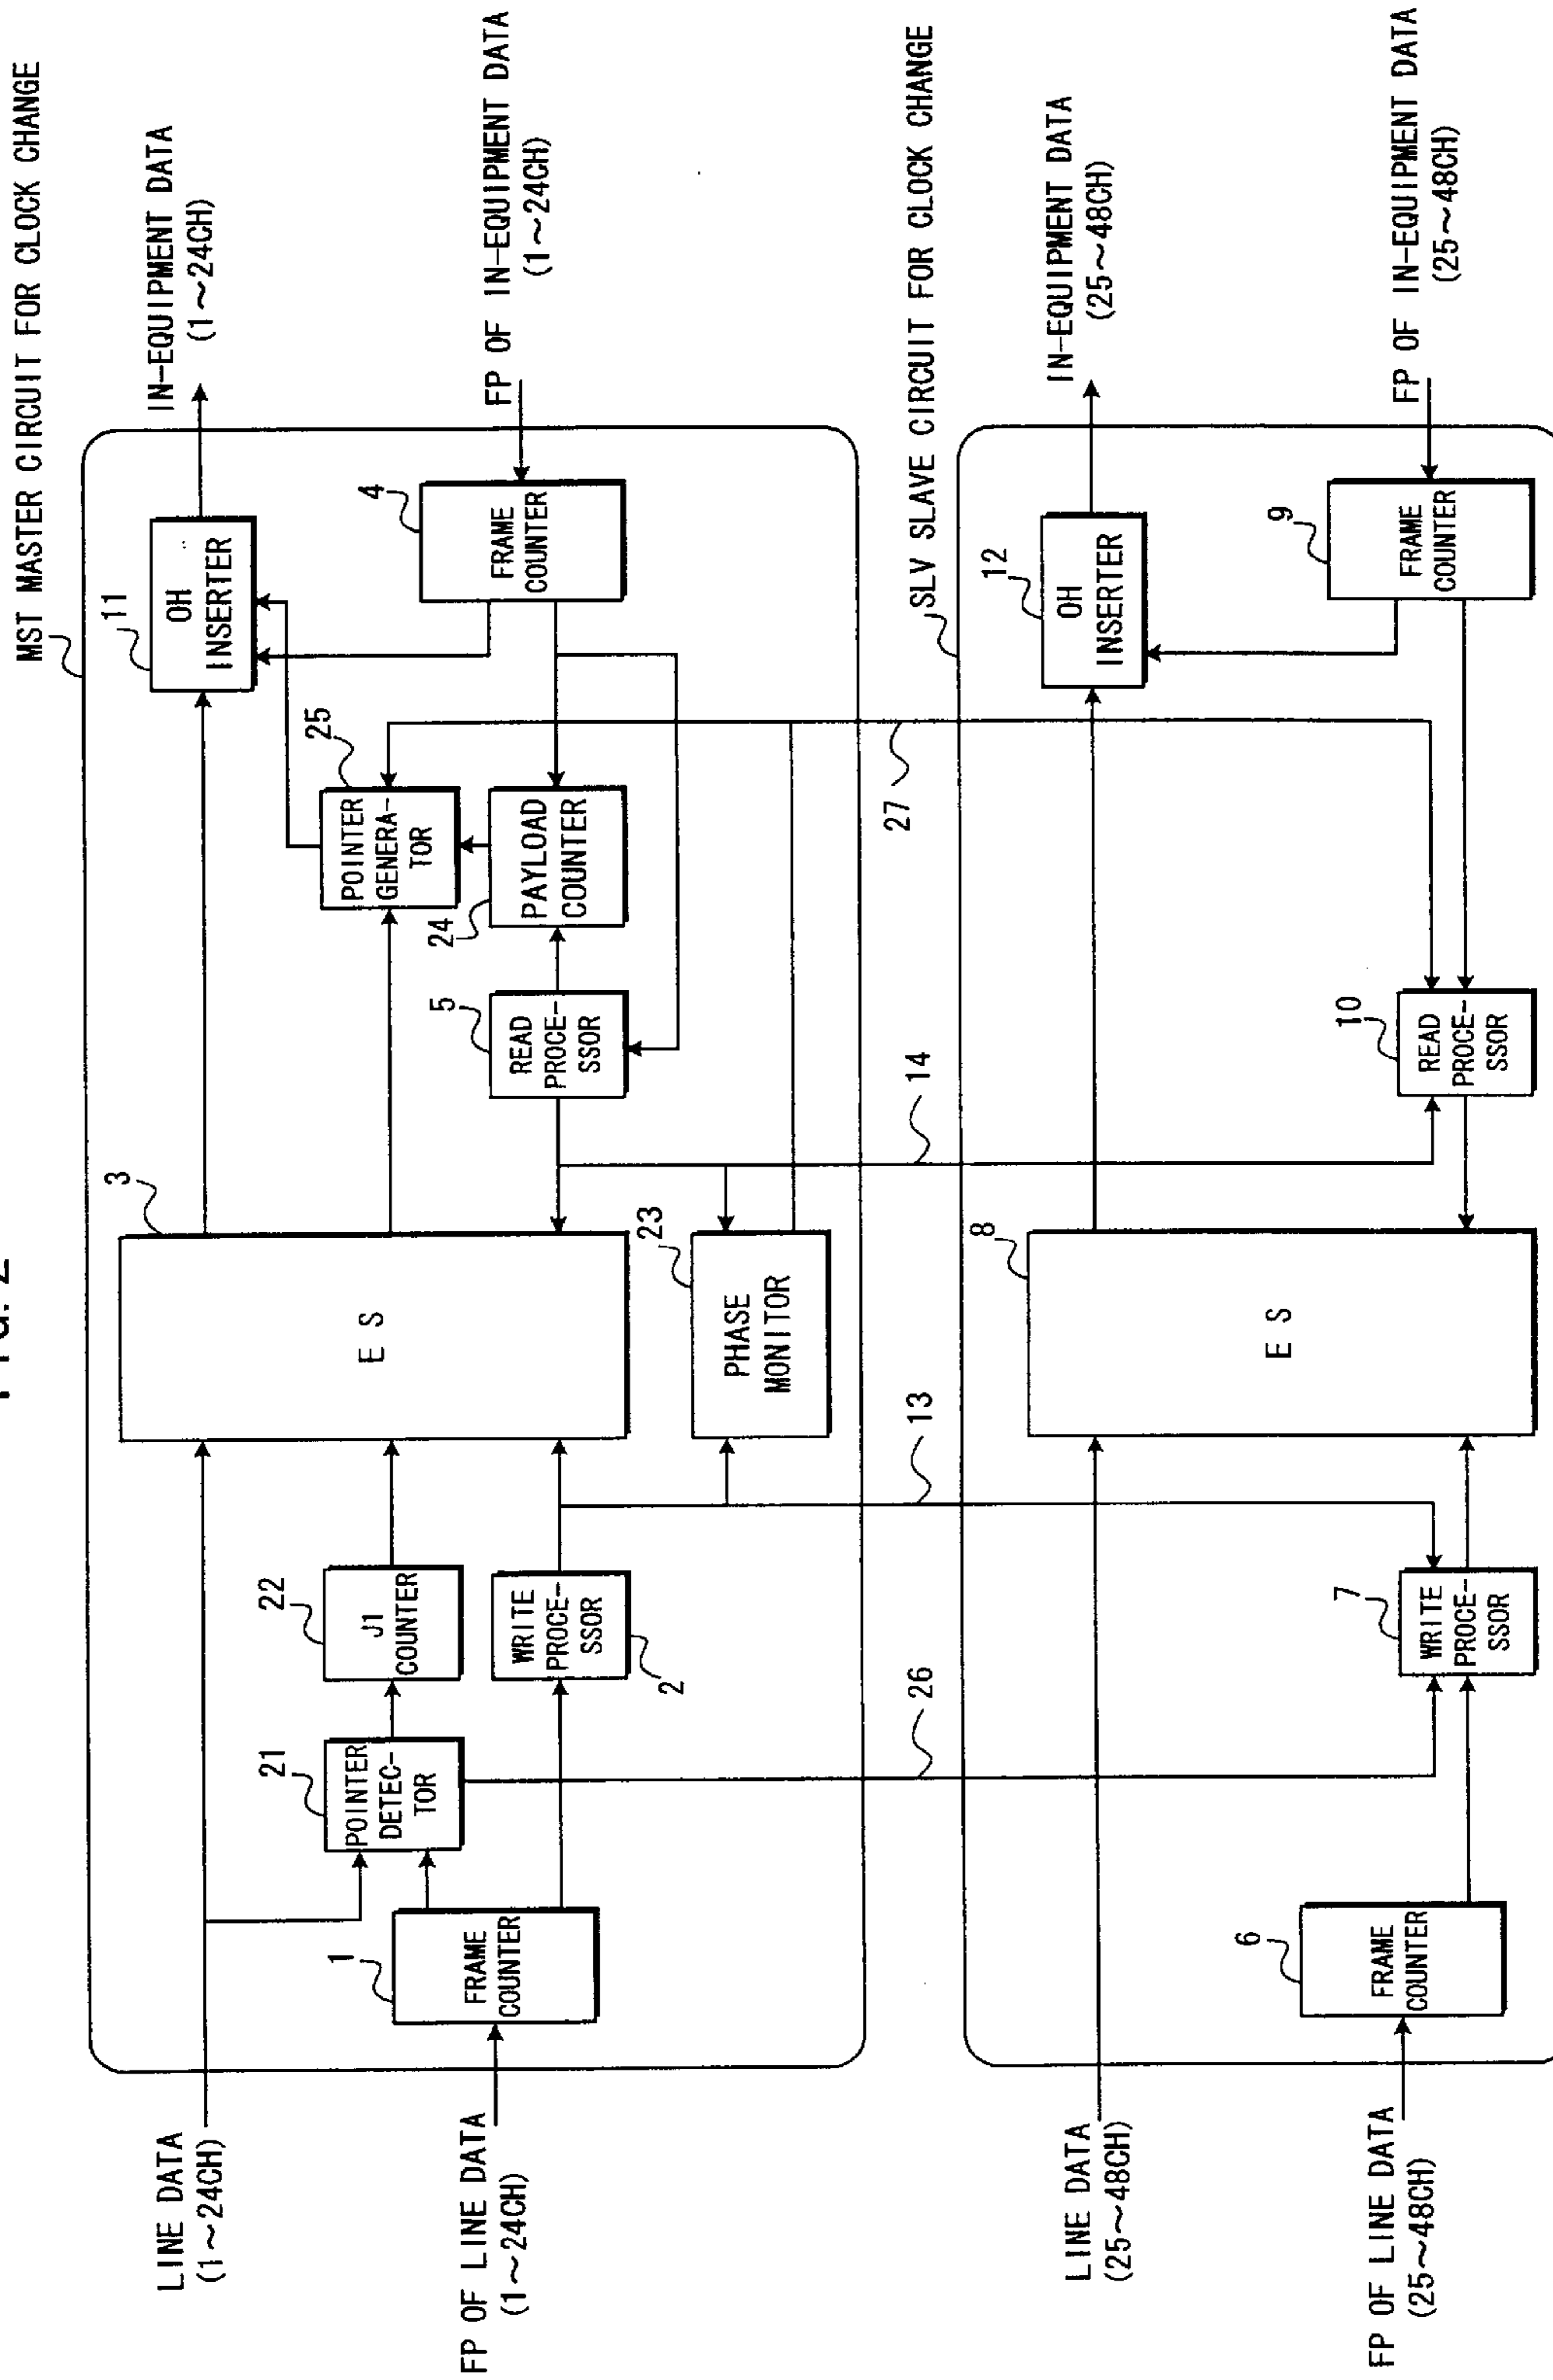 FIG. 2
MST MASTER CIRCUIT FOR CLOCK CHANGE
LINE DATA
(1~24CH)
FP OF LINE DATA
(1~24CH)
1
FRAME
COUNTER
21
POINTER
DETEC-
TOR
22
J1
COUNTER
WRITE
PROCE-
SSOR
2
3
E S
23
PHASE
MONITOR
5
READ
PROCE-
SSOR
25
POINTER
GENERA-
TOR
24
PAYLOAD
COUNTER
11
OH
INSERTER
4
FRAME
COUNTER
IN-EQUIPMENT DATA
(1~24CH)
FP OF IN-EQUIPMENT DATA
(1~24CH)
26
13
14
27
SLV SLAVE CIRCUIT FOR CLOCK CHANGE
LINE DATA
(25~48CH)
FP OF LINE DATA
(25~48CH)
6
FRAME
COUNTER
7
WRITE
PROCE-
SSOR
8
E S
10
READ
PROCE-
SSOR
12
OH
INSERTER
9
FRAME
COUNTER
IN-EQUIPMENT DATA
(25~48CH)
FP OF IN-EQUIPMENT DATA
(25~48CH)